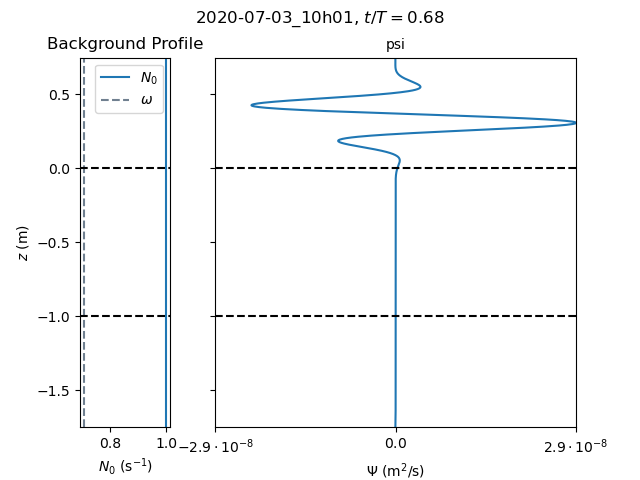 2020-07-03_10h01, t/T = 0.68
Background Profile
psi
N₀
ω
0.5
0.0
−0.5
−1.0
−1.5
z (m)
0.8
1.0
N₀ (s⁻¹)
−2.9 · 10⁻⁸
0.0
2.9 · 10⁻⁸
Ψ (m²/s)